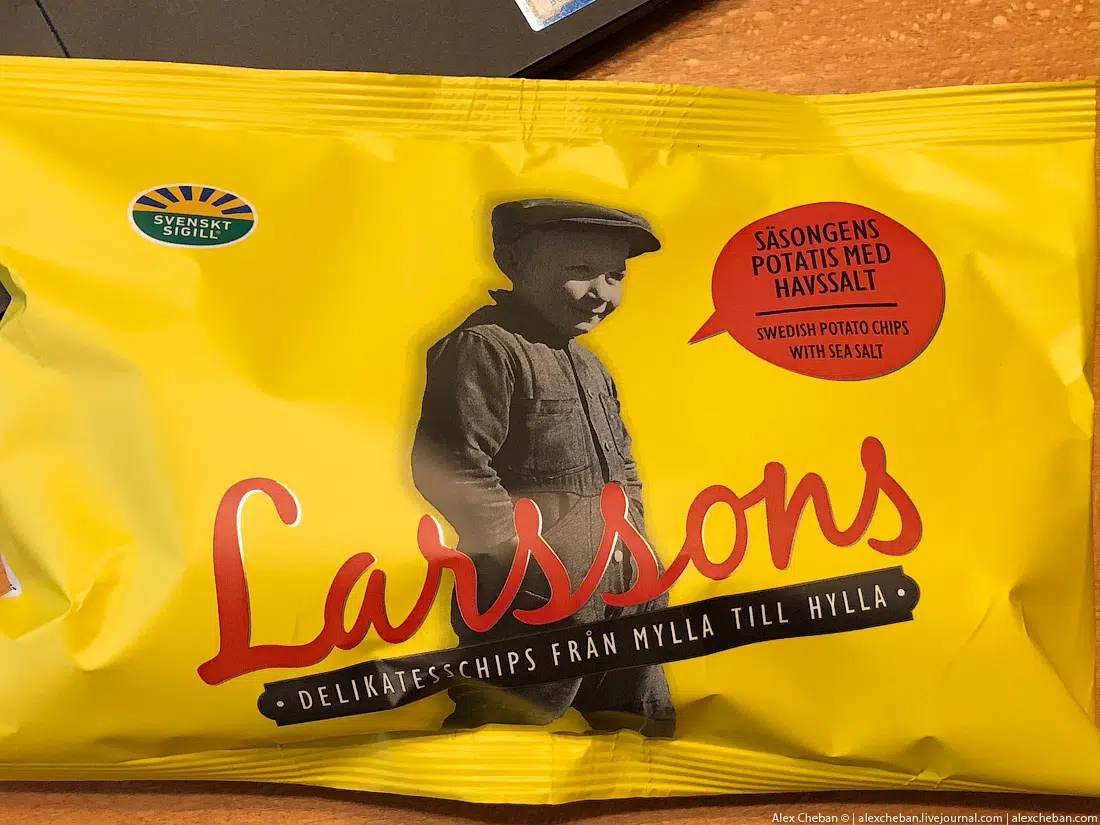 SVENSKT
SIGILL
SÄSONGENS
POTATIS MED
HAVSSALT
SWEDISH POTATO CHIPS
WITH SEA SALT
Larssons
• DELIKATESSCHIPS FRÅN MYLLA TILL HYLLA •
Alex Cheban © | alexcheban.livejournal.com | alexcheban.com